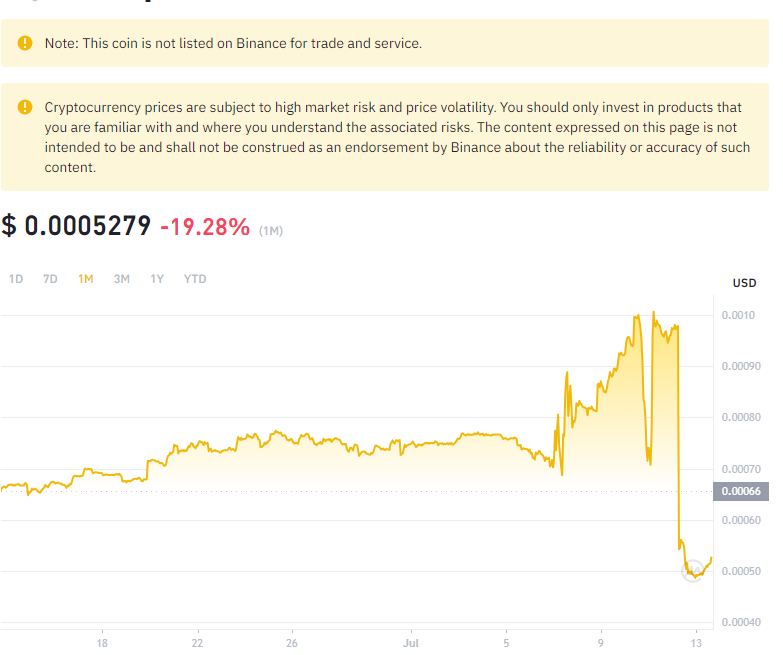 Note: This coin is not listed on Binance for trade and service.
Cryptocurrency prices are subject to high market risk and price volatility. You should only invest in products that
you are familiar with and where you understand the associated risks. The content expressed on this page is not
intended to be and shall not be construed as an endorsement by Binance about the reliability or accuracy of such
content.
$ 0.0005279 -19.28% (1M)
1D 7D 1M 3M 1Y YTD
USD
0.0010
0.00090
0.00080
0.00070
0.00066
0.00060
0.00050
0.00040
18 22 26 Jul 5 9 13